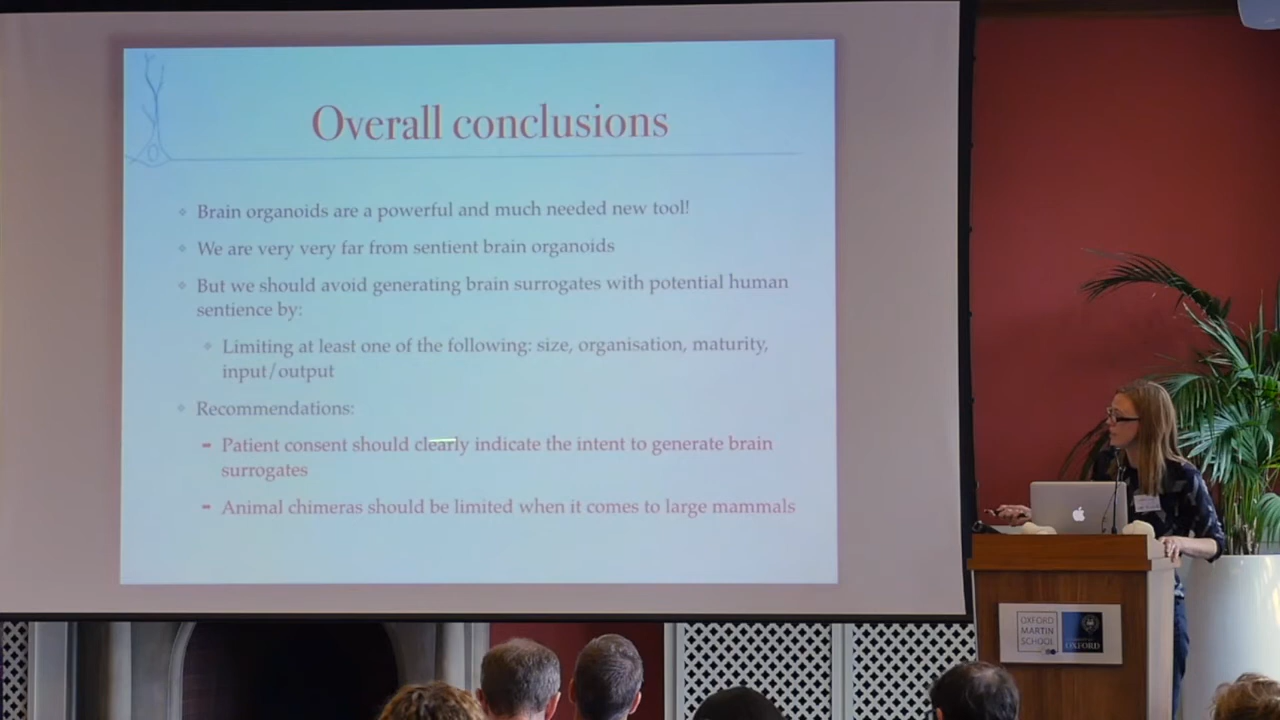 Overall conclusions
Brain organoids are a powerful and much needed new tool!
We are very very far from sentient brain organoids
But we should avoid generating brain surrogates with potential human
sentience by:
Limiting at least one of the following: size, organisation, maturity,
input/output
Recommendations:
Patient consent should clearly indicate the intent to generate brain
surrogates
Animal chimeras should be limited when it comes to large mammals
OXFORD
MARTIN
SCHOOL
OXFORD